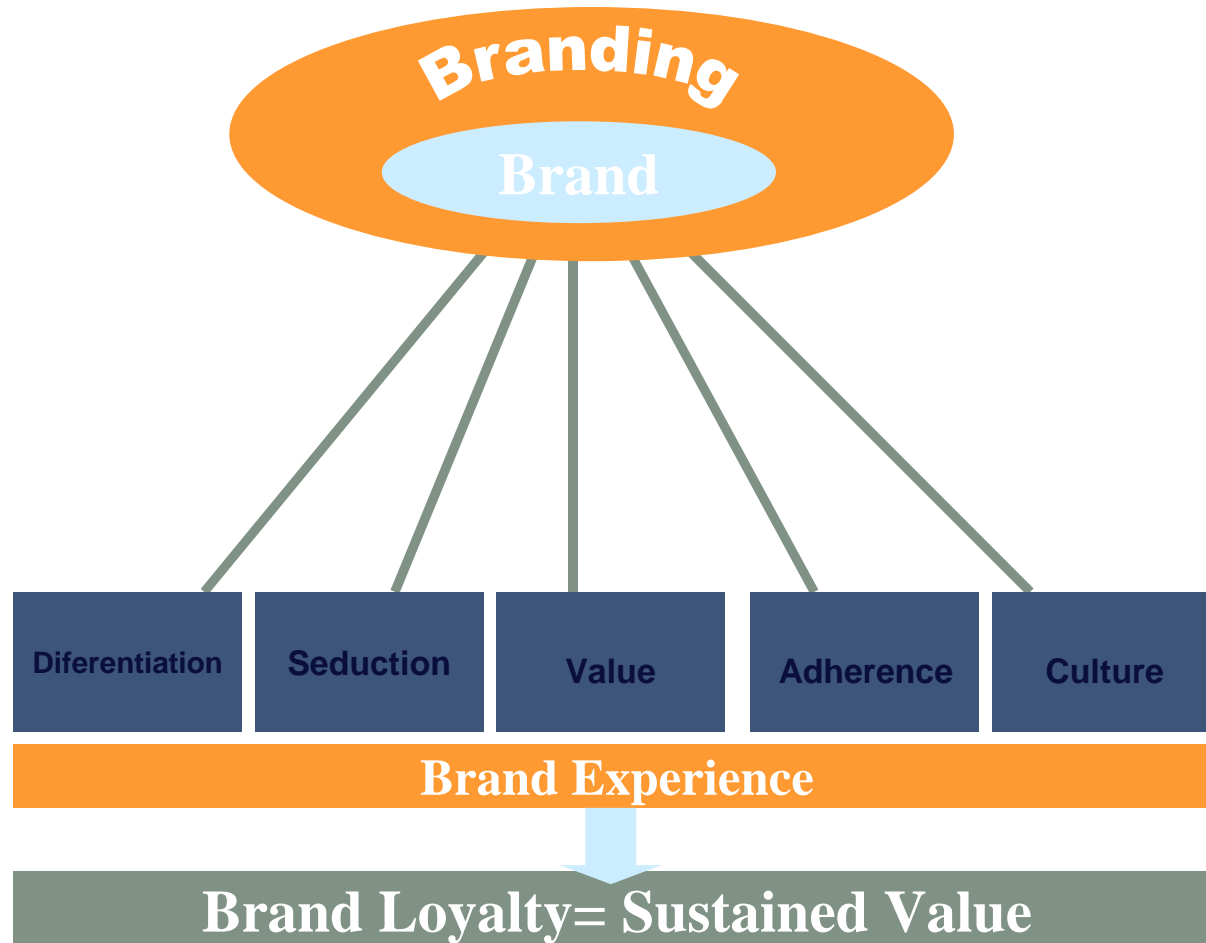 Branding
Brand
Diferentiation
Seduction
Value
Adherence
Culture
Brand Experience
Brand Loyalty= Sustained Value